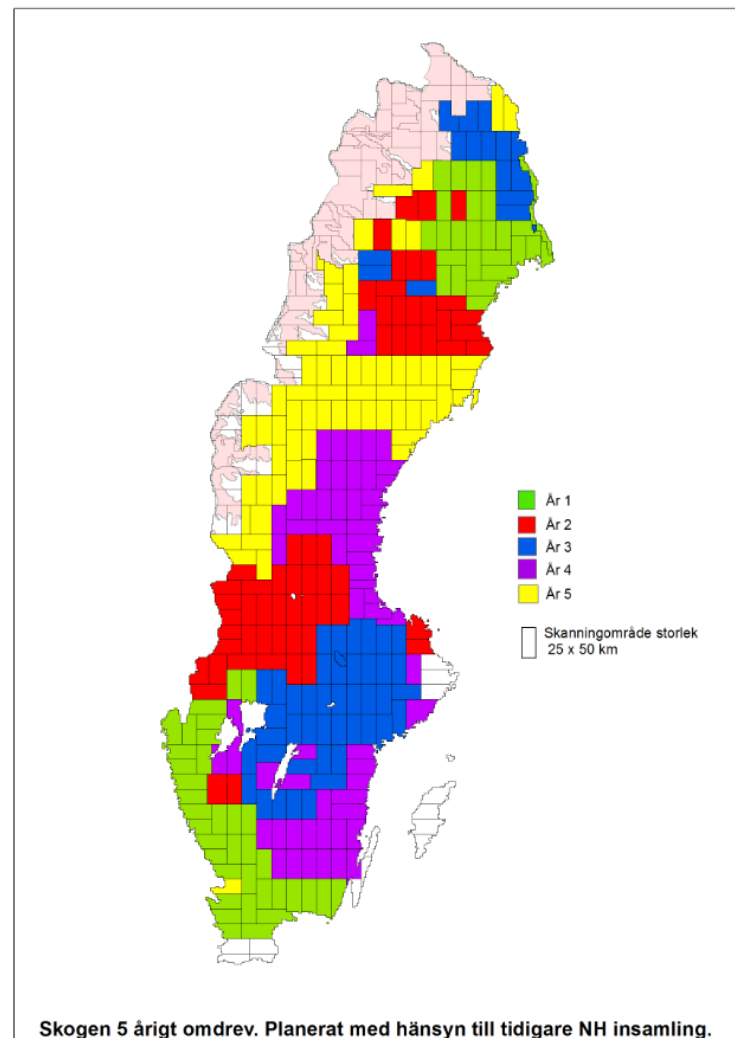 År 1
År 2
År 3
År 4
År 5
Skanningområde storlek
25 x 50 km
Skogen 5 årigt omdrev. Planerat med hänsyn till tidigare NH insamling.